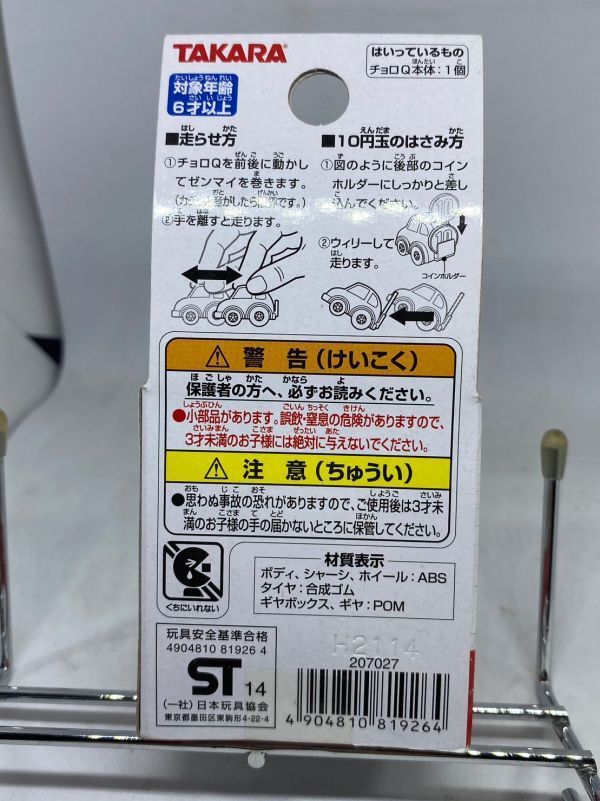 TAKARA
はいっているもの
チョロQ本体：1個
対象年齢
6才以上
■走らせ方
①チョロQを前後に動かし
てゼンマイを巻きます。
②手を離すと走ります。
■10円玉のはさみ方
①図のように後部のコイン
ホルダーにしっかりと差し
込んでください。
②ウィリーして
走ります。
コインホルダー
⚠警告（けいこく）
保護者の方へ、必ずお読みください。
●小部品があります。誤飲・窒息の危険がありますので、
3才未満のお子様には絶対に与えないでください。
⚠注意（ちゅうい）
●思わぬ事故の恐れがありますので、ご使用後は3才未
満のお子様の手の届かないところに保管してください。
くちにいれない
材質表示
ボディ、シャーシ、ホイール：ABS
タイヤ：合成ゴム
ギヤボックス、ギヤ：POM
玩具安全基準合格
4904810 81926 4
ST 14
（一社）日本玩具協会
東京都墨田区東駒形4-22-4
H2114
207027
4 904810 819264